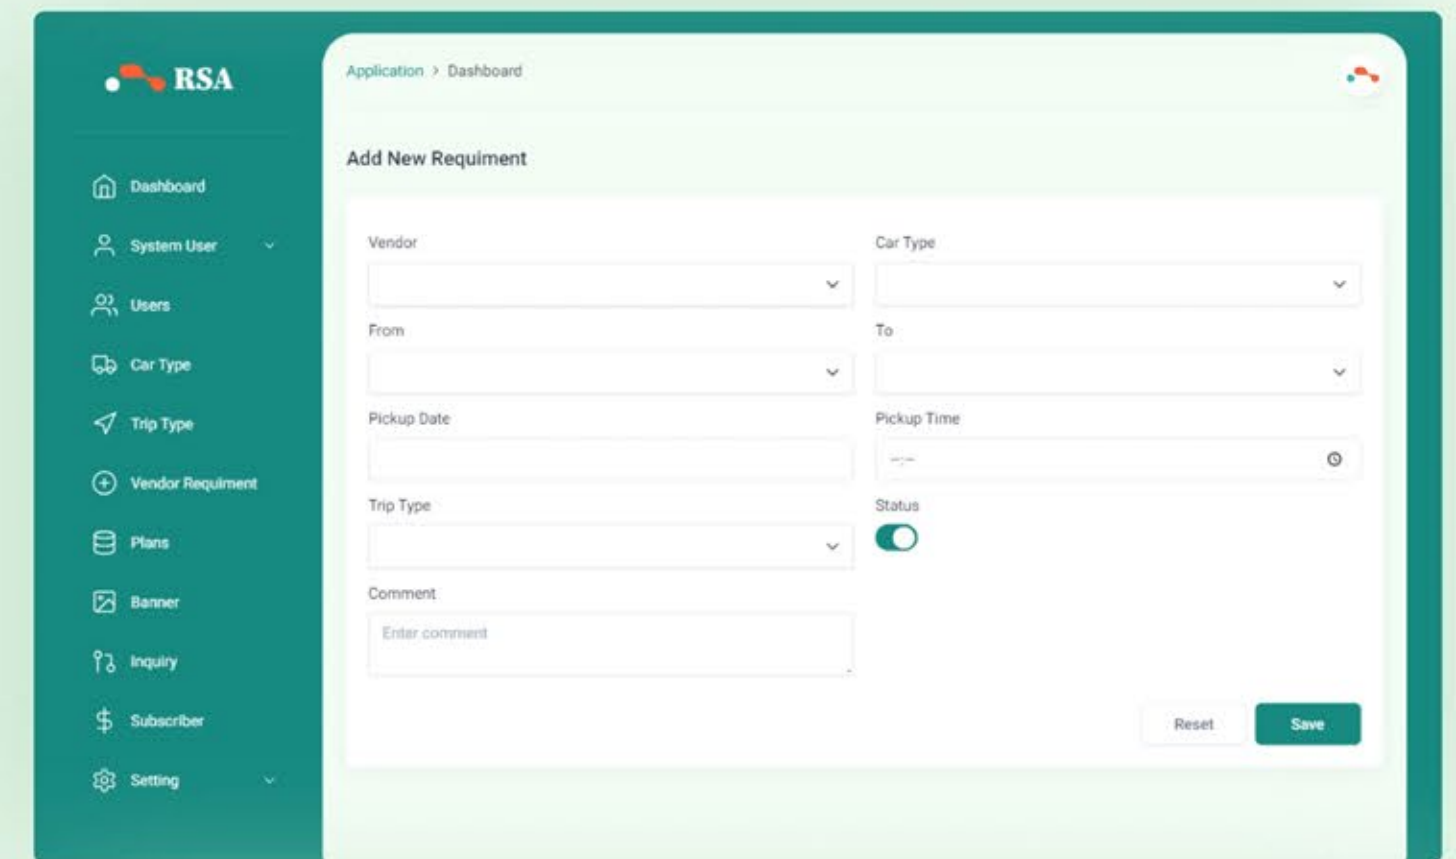 RSA
Dashboard
System User
Users
Car Type
Trip Type
Vendor Requiment
Plans
Banner
Inquiry
Subscriber
Setting
Application > Dashboard
Add New Requiment
Vendor
Car Type
From
To
Pickup Date
Pickup Time
--:--
Trip Type
Status
Comment
Enter comment
Reset
Save